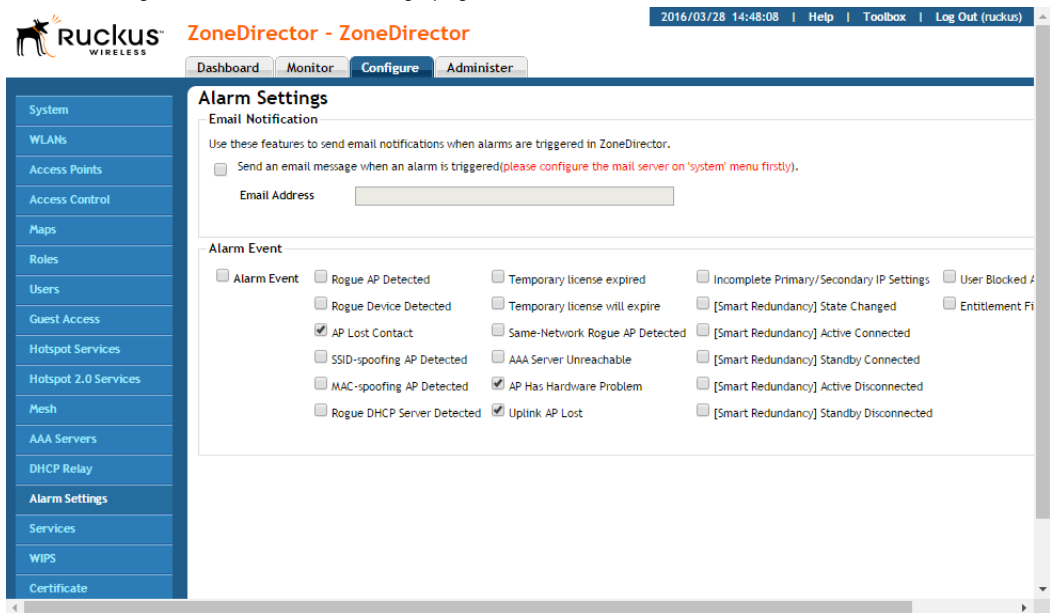 2016/03/28 14:48:08 | Help | Toolbox | Log Out (ruckus)
RUCKUS
WIRELESS
ZoneDirector - ZoneDirector
Dashboard Monitor Configure Administer
System
WLANs
Access Points
Access Control
Maps
Roles
Users
Guest Access
Hotspot Services
Hotspot 2.0 Services
Mesh
AAA Servers
DHCP Relay
Alarm Settings
Services
WIPS
Certificate
Alarm Settings
Email Notification
Use these features to send email notifications when alarms are triggered in ZoneDirector.
Send an email message when an alarm is triggered(please configure the mail server on 'system' menu firstly).
Email Address
Alarm Event
Alarm Event Rogue AP Detected Temporary license expired Incomplete Primary/Secondary IP Settings User Blocked
Rogue Device Detected Temporary license will expire [Smart Redundancy] State Changed Entitlement
AP Lost Contact Same-Network Rogue AP Detected [Smart Redundancy] Active Connected
SSID-spoofing AP Detected AAA Server Unreachable [Smart Redundancy] Standby Connected
MAC-spoofing AP Detected AP Has Hardware Problem [Smart Redundancy] Active Disconnected
Rogue DHCP Server Detected Uplink AP Lost [Smart Redundancy] Standby Disconnected